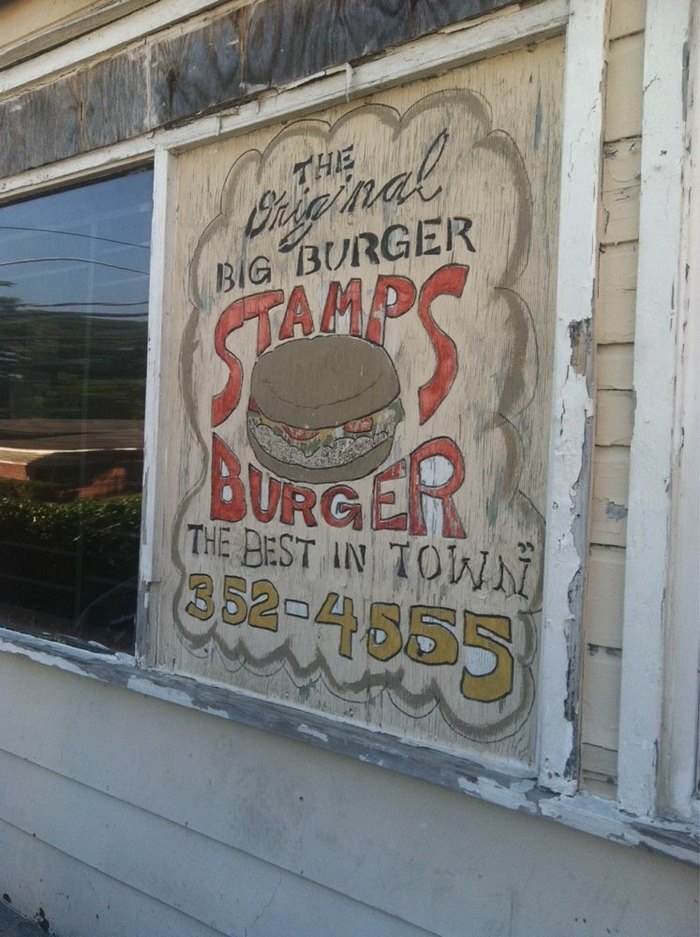 THE
Original
BIG BURGER
STAMPS
BURGER
THE BEST IN TOWN"
352-4555